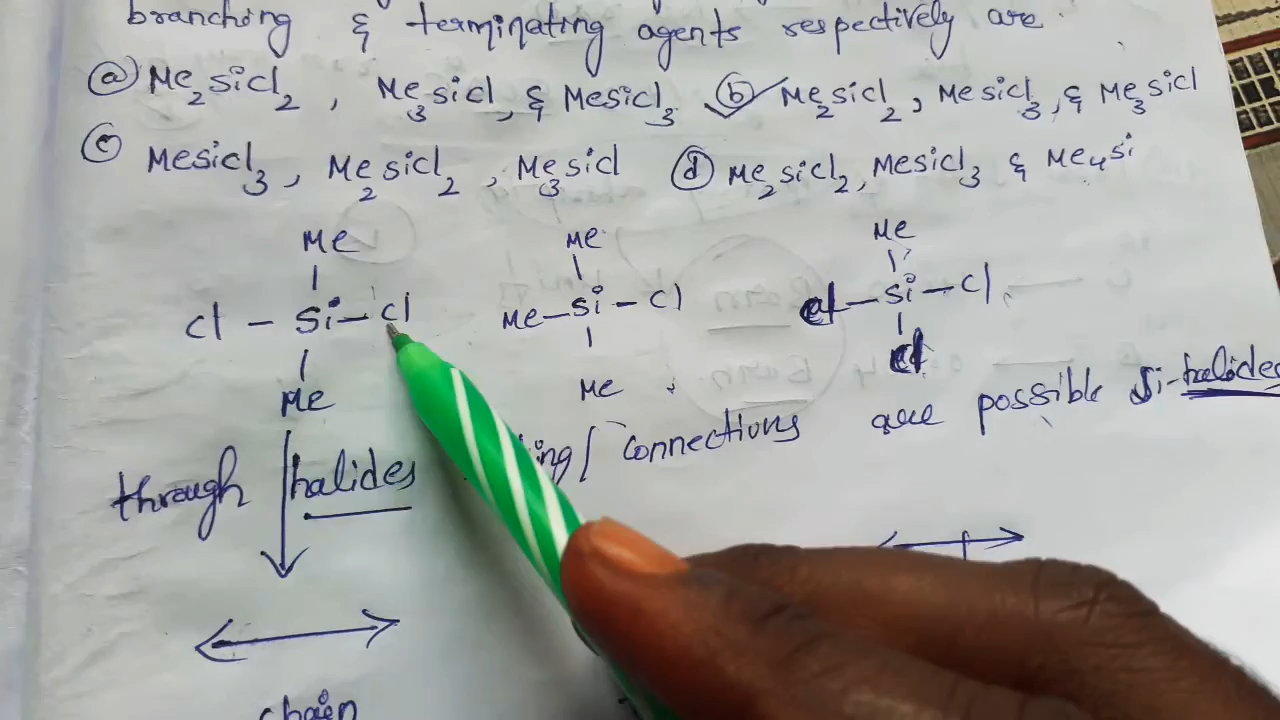 branching & terminating agents respectively are
(a) Me2SiCl2, Me3SiCl, & MeSiCl3 (b) Me2SiCl2, MeSiCl3, & Me3SiCl
(c) MeSiCl3, Me2SiCl2, Me3SiCl (d) Me2SiCl2, MeSiCl3 & Me4Si
Me Me Me
Cl - Si - Cl Me - Si - Cl Cl - Si - Cl
Me Me Cl
connections are possible Si-halides
through halides
chain